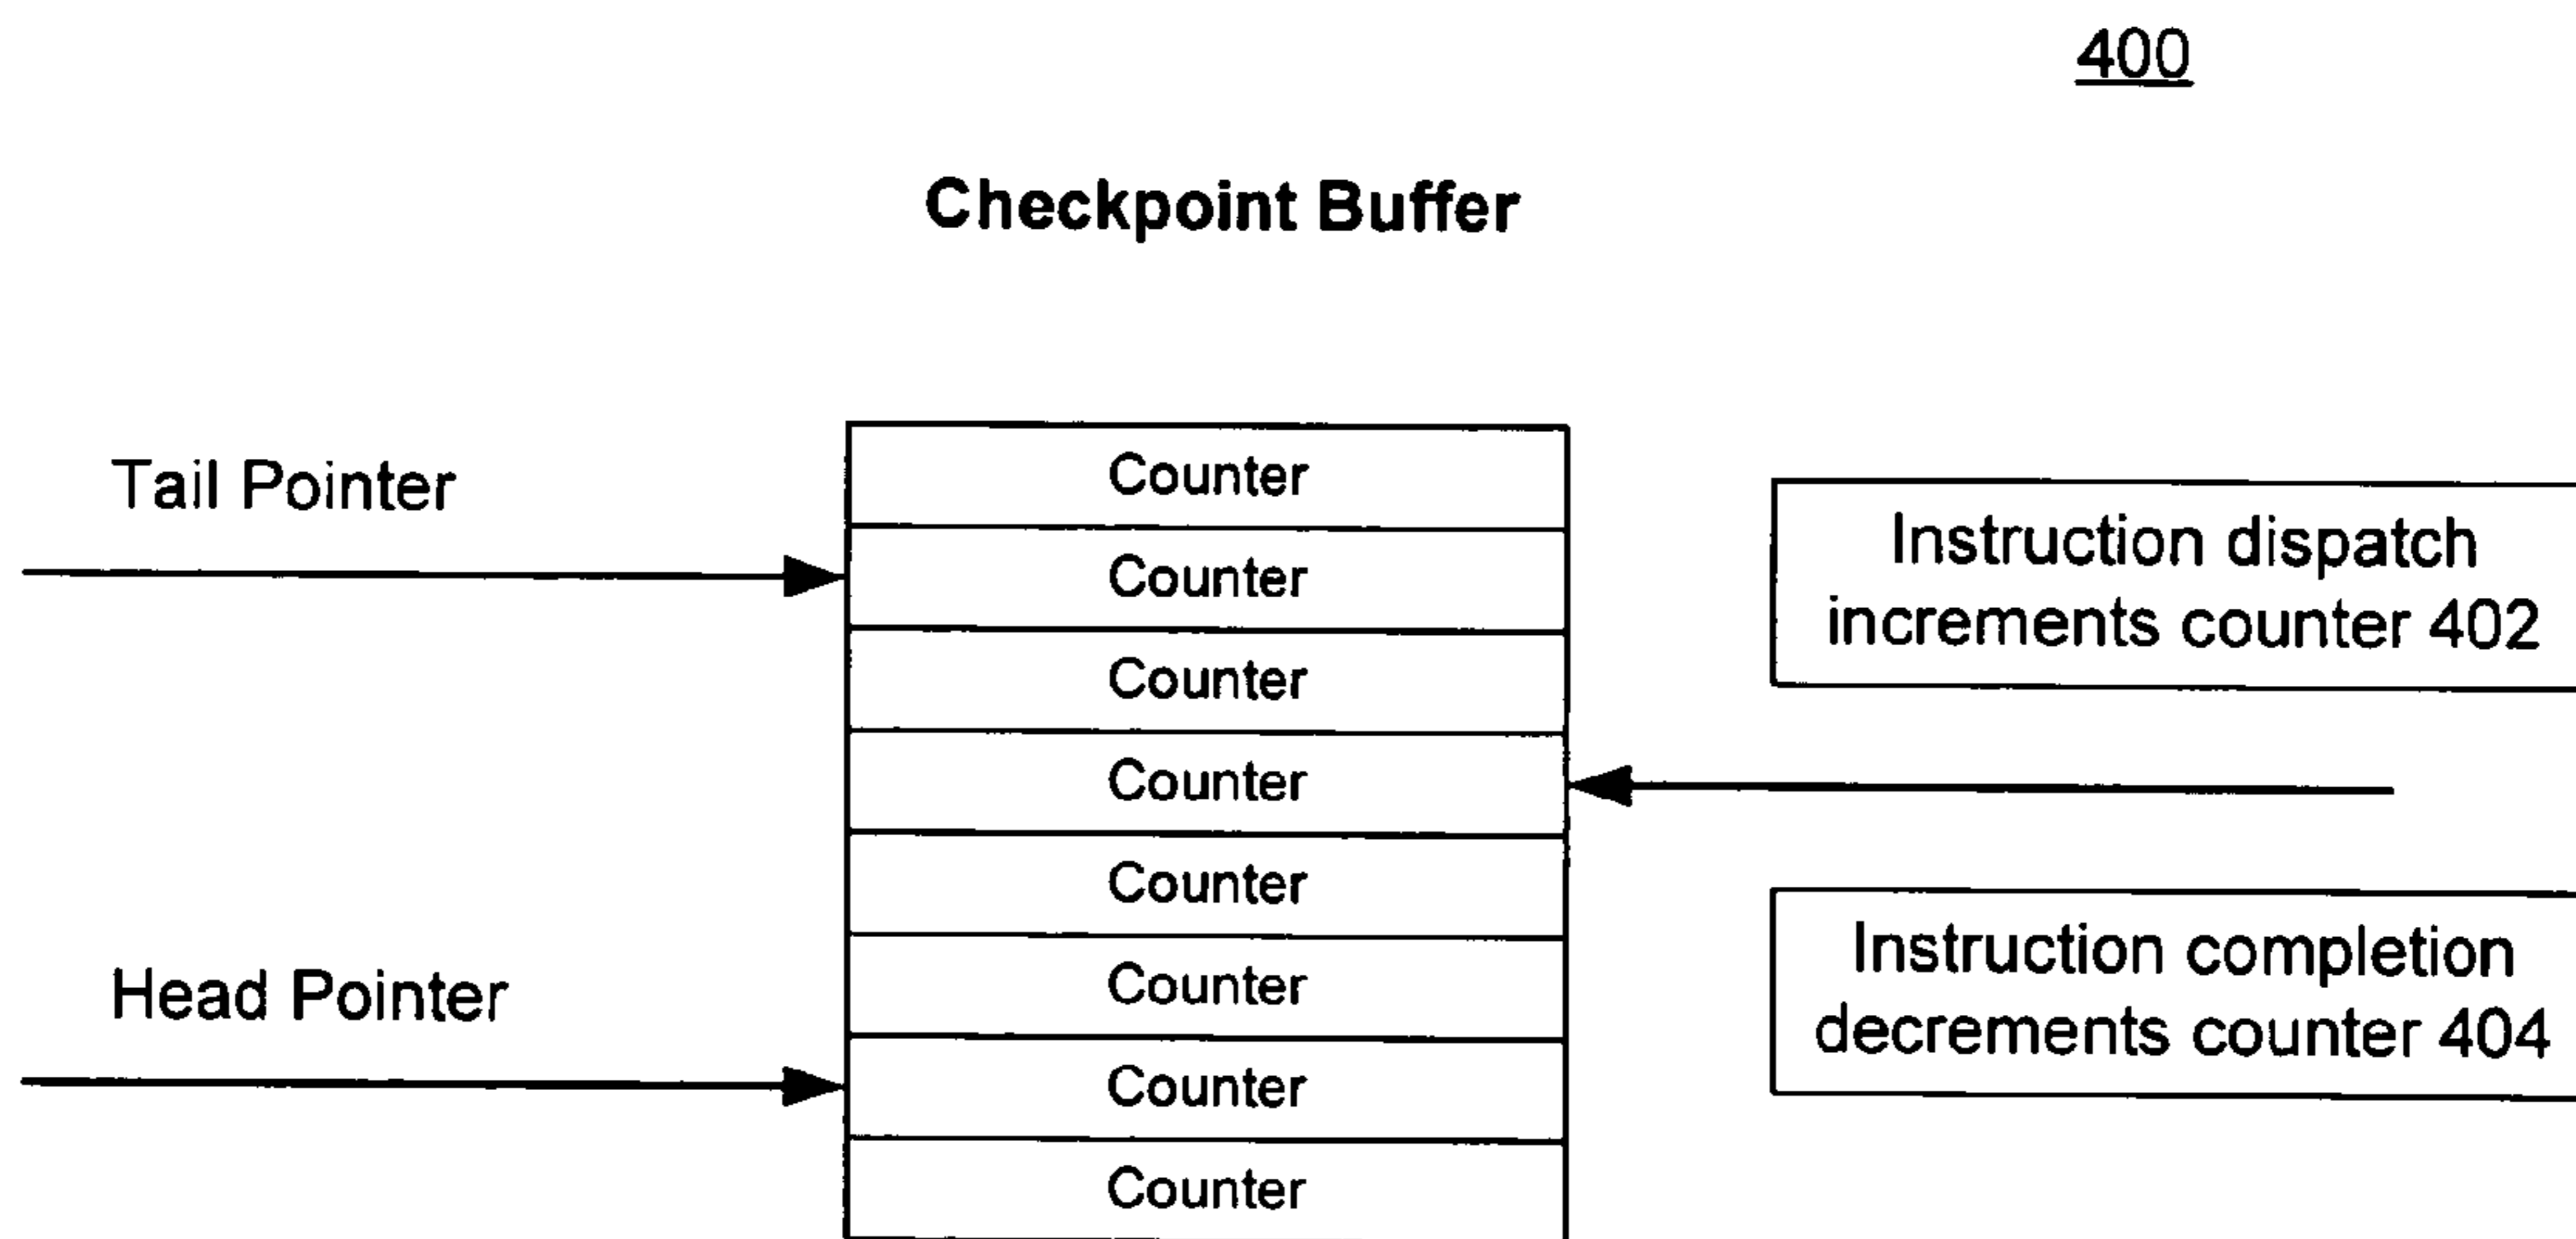 400
Checkpoint Buffer
Tail Pointer
Head Pointer
Counter
Counter
Counter
Counter
Counter
Counter
Counter
Counter
Instruction dispatch
increments counter 402
Instruction completion
decrements counter 404